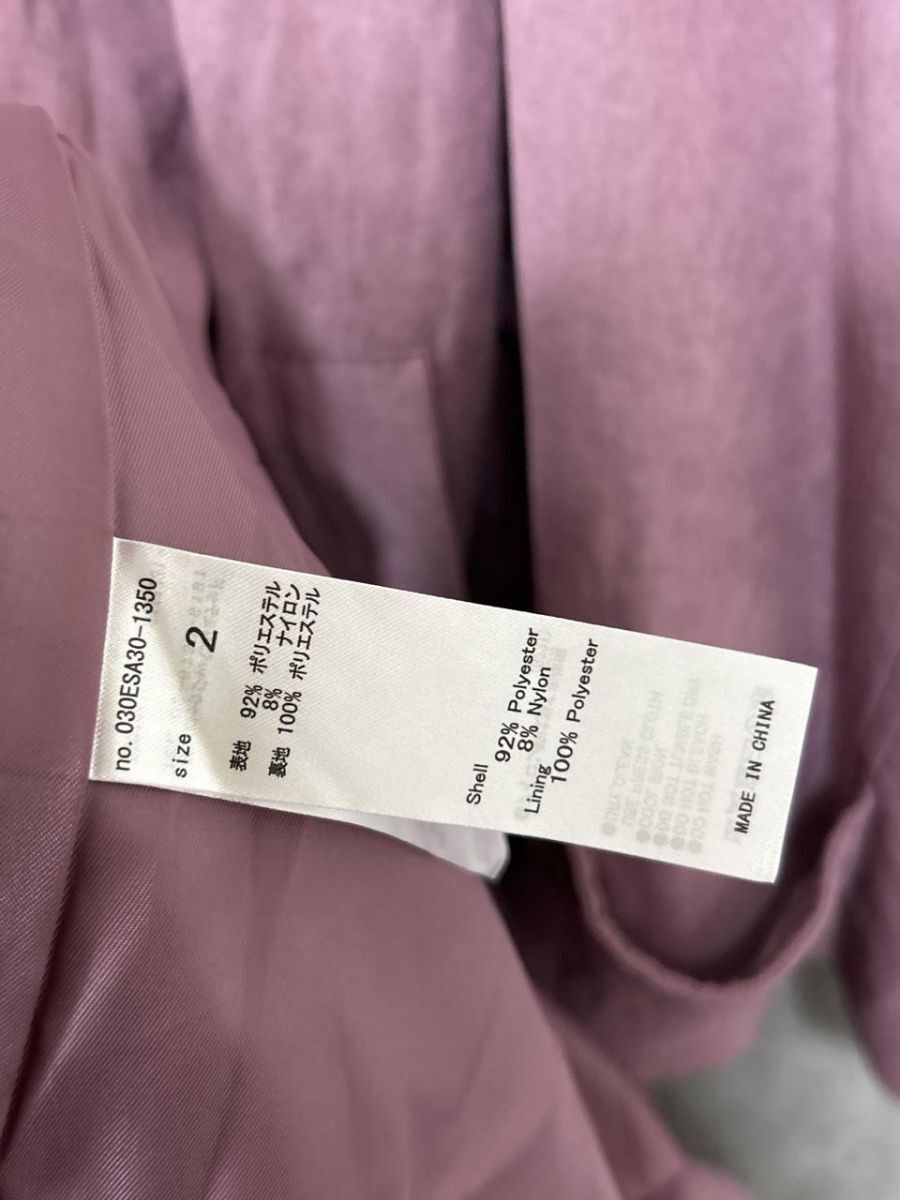 no. 030ESA30-1350
size 2
表地 92% ポリエステル
8% ナイロン
裏地 100% ポリエステル
Shell
92% Polyester
8% Nylon
Lining
100% Polyester
MADE IN CHINA